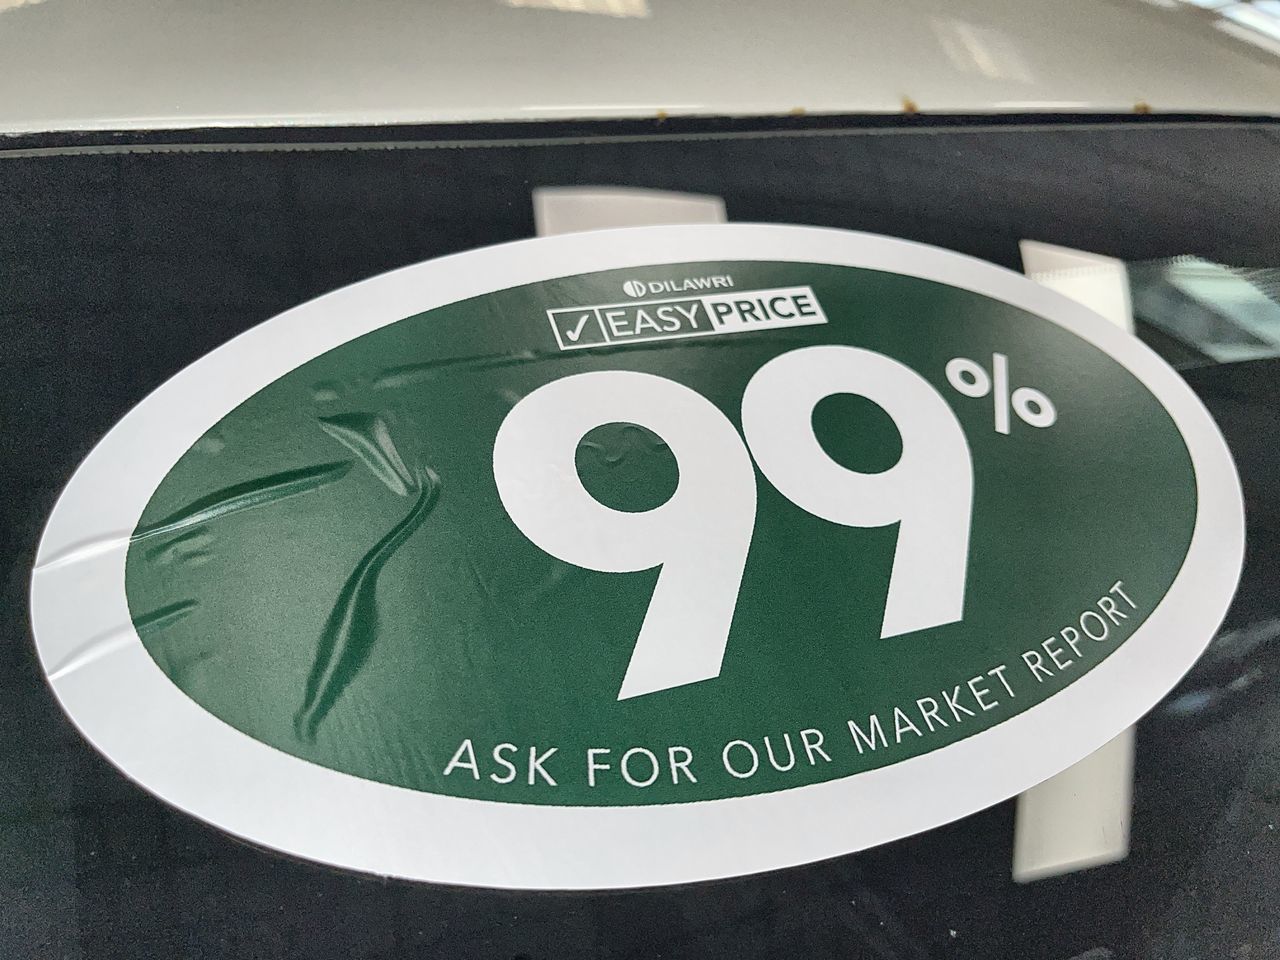 DILAWRI
✓ EASY PRICE
99%
ASK FOR OUR MARKET REPORT